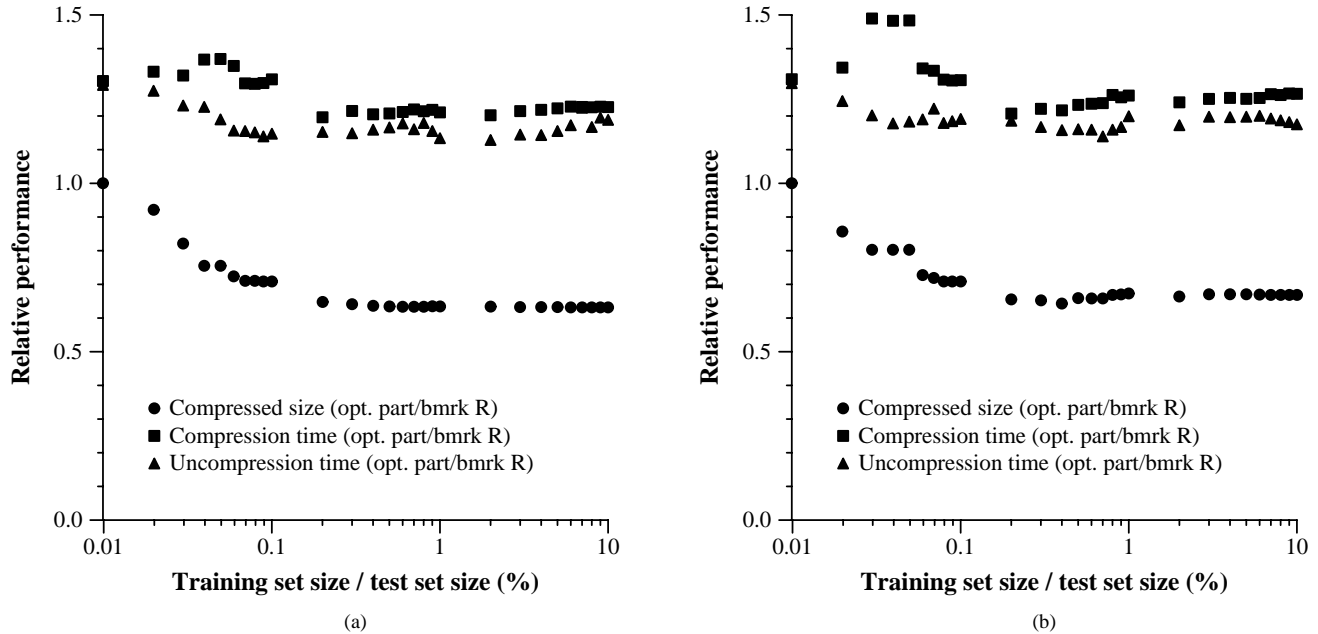 1.5
1.0
0.5
0.0
Relative performance
Compressed size (opt. part/bmrk R)
Compression time (opt. part/bmrk R)
Uncompression time (opt. part/bmrk R)
0.01
0.1
1
10
Training set size / test set size (%)
(a)
1.5
1.0
0.5
0.0
Relative performance
Compressed size (opt. part/bmrk R)
Compression time (opt. part/bmrk R)
Uncompression time (opt. part/bmrk R)
0.01
0.1
1
10
Training set size / test set size (%)
(b)